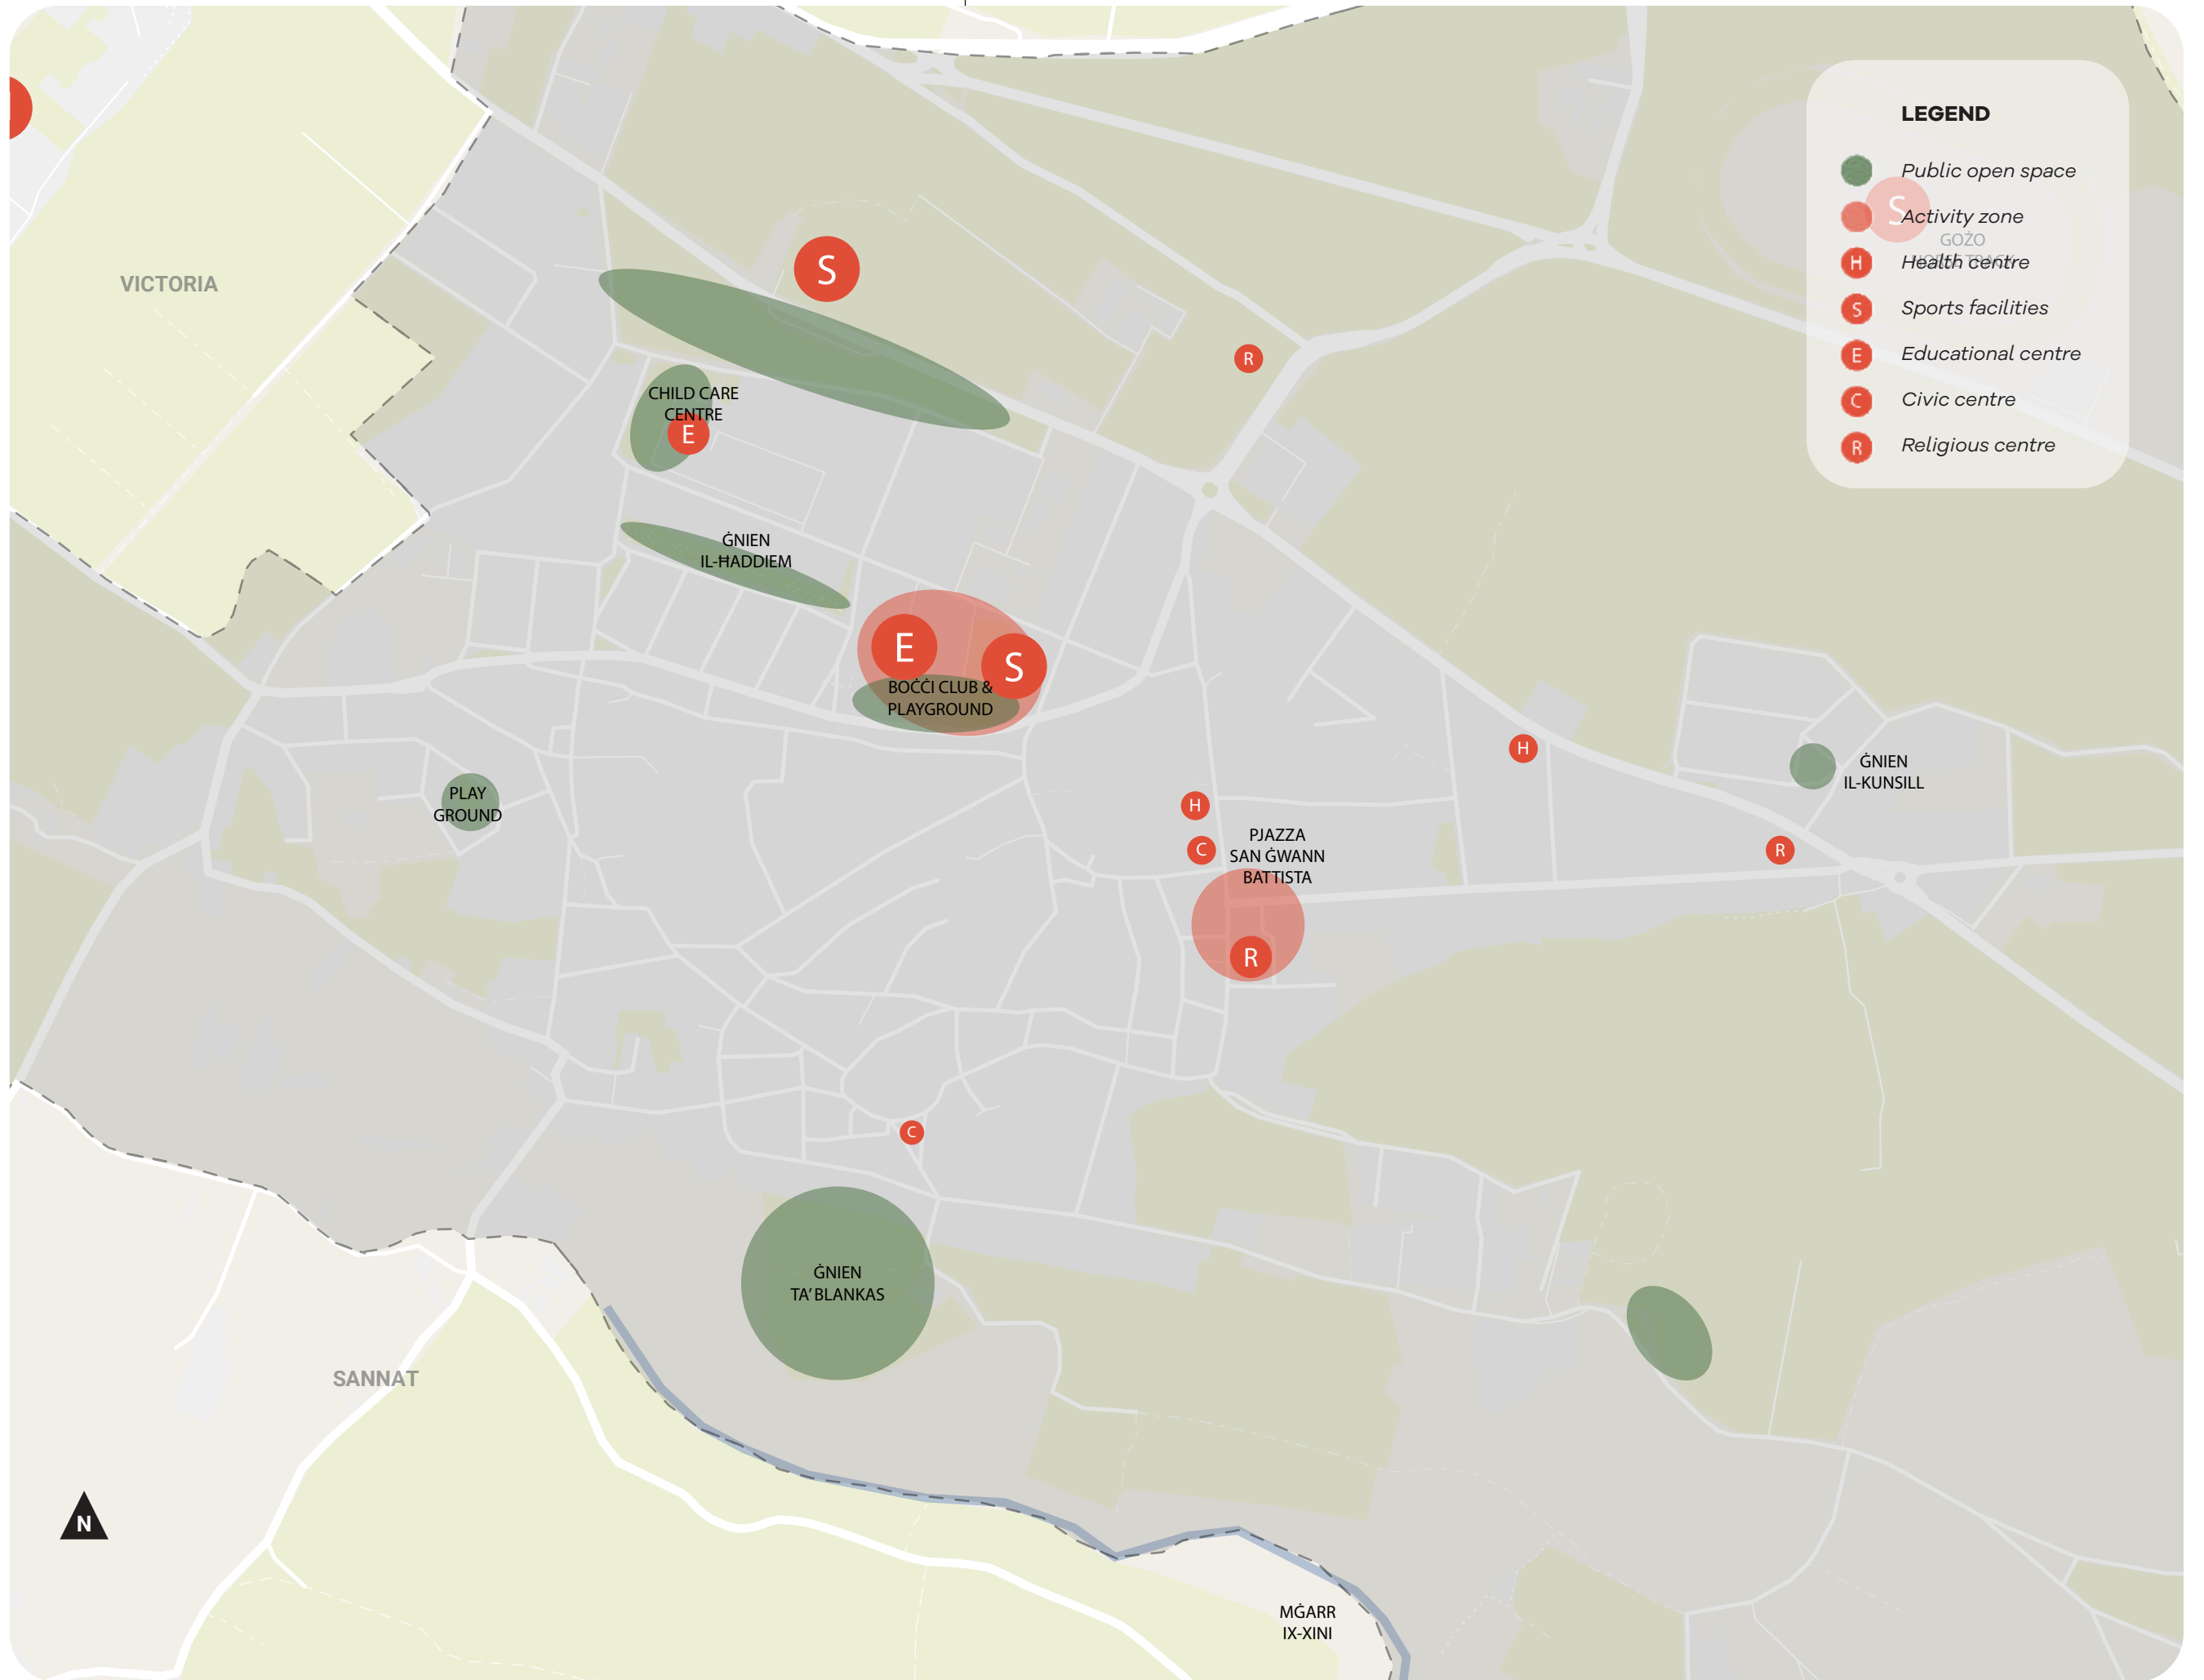 LEGEND
Public open space
Activity zone
Health centre
Sports facilities
Educational centre
Civic centre
Religious centre
H
S
E
C
R
S
GOZO
VICTORIA
S
R
CHILD CARE
CENTRE
E
ĠNIEN
IL-ĦADDIEM
E
S
BOĊĊI CLUB &
PLAYGROUND
H
ĠNIEN
IL-KUNSILL
PLAY
GROUND
H
C
PJAZZA
SAN ĠWANN
BATTISTA
R
R
C
ĠNIEN
TA' BLANKAS
SANNAT
N
MĠARR
IX-XINI